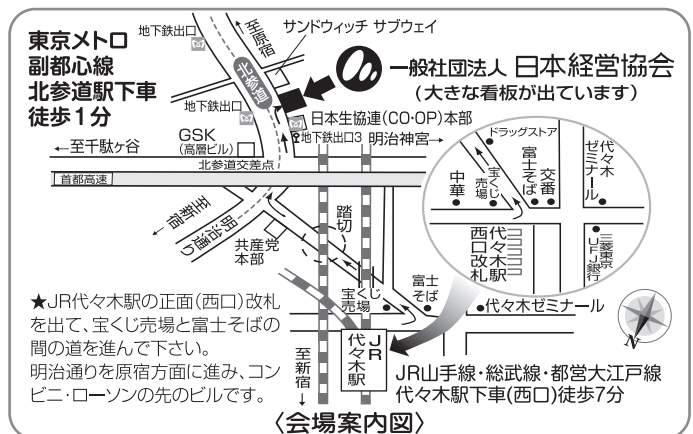 東京メトロ
副都心線
北参道駅下車
徒歩1分
地下鉄出口
至原宿
サンドウィッチ サブウェイ
北参道
一般社団法人 日本経営協会
(大きな看板が出ています)
地下鉄出口
日本生協連(CO・OP)本部
地下鉄出口3
明治神宮→
GSK
(高層ビル)
←至千駄ヶ谷
北参道交差点
首都高速
至新宿
明治通り
共産党
本部
踏切
宝くじ
売場
富士
そば
代々木ゼミナール
ドラッグストア
中華
宝くじ
売場
富士そば
交番
代々木
ゼミナール
代々木駅
西口改札
三菱東京
UFJ銀行
N
★JR代々木駅の正面(西口)改札
を出て、宝くじ売場と富士そばの
間の道を進んで下さい。
明治通りを原宿方面に進み、コン
ビニ・ローソンの先のビルです。
至新宿→
JR
代々木駅
JR山手線・総武線・都営大江戸線
代々木駅下車(西口)徒歩7分
〈会場案内図〉